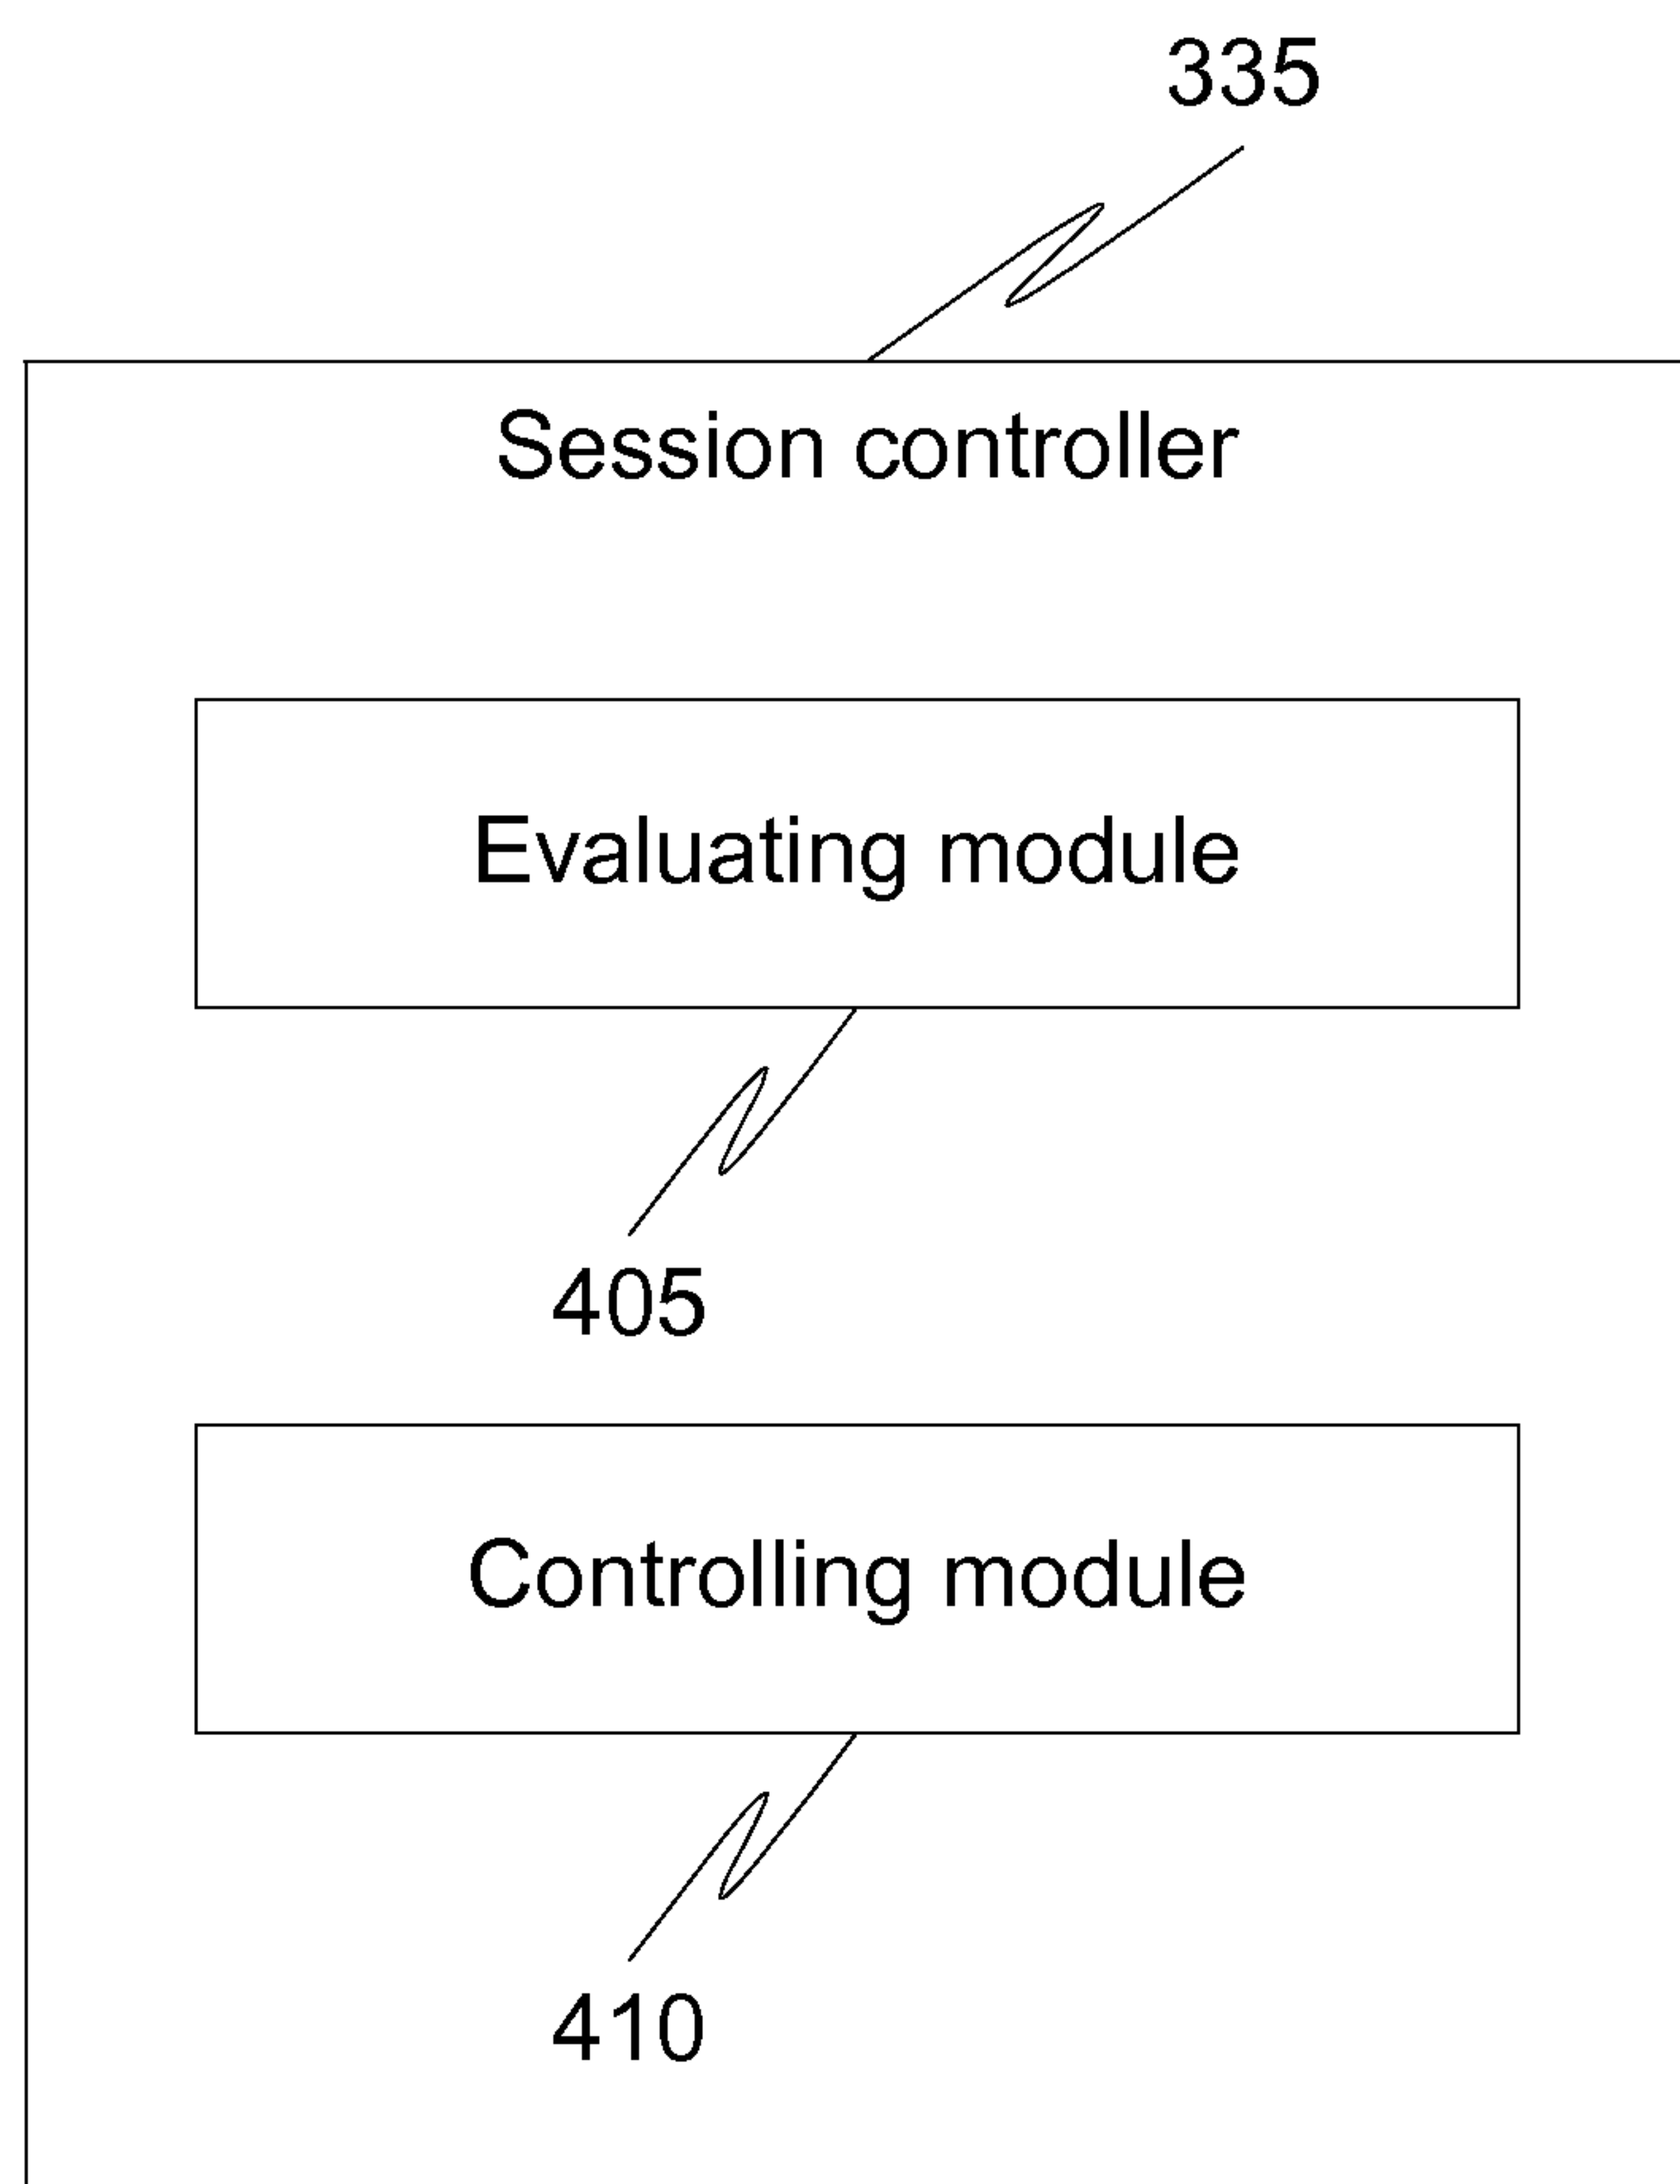 335
Session controller
Evaluating module
405
Controlling module
410